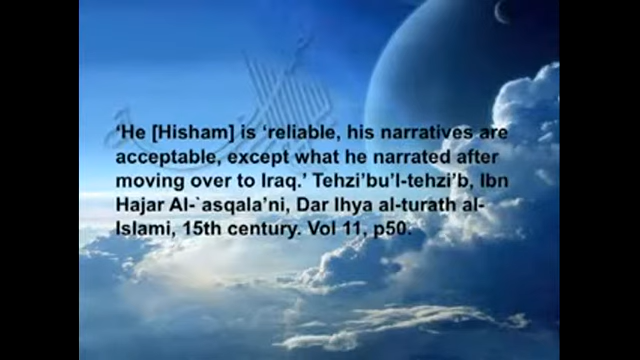 ‘He [Hisham] is ‘reliable, his narratives are
acceptable, except what he narrated after
moving over to Iraq.’ Tehzi’bu’l-tehzi’b, Ibn
Hajar Al-`asqala’ni, Dar Ihya al-turath al-
Islami, 15th century. Vol 11, p50.